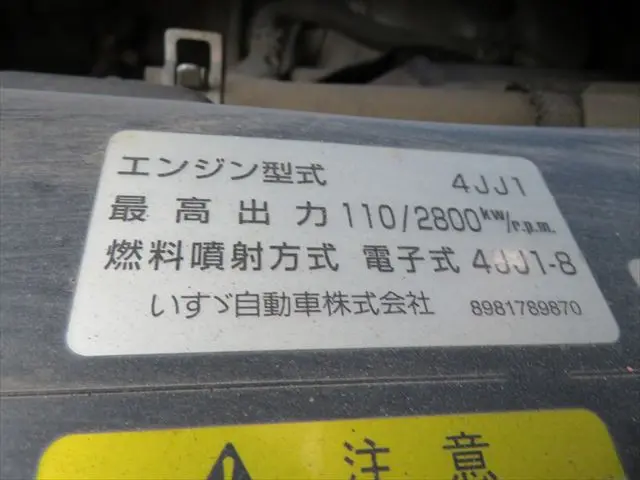 エンジン型式 4JJ1
最高出力 110/2800kw/r.p.m.
燃料噴射方式 電子式 4JJ1-B
いすゞ自動車株式会社 8981789870
注意